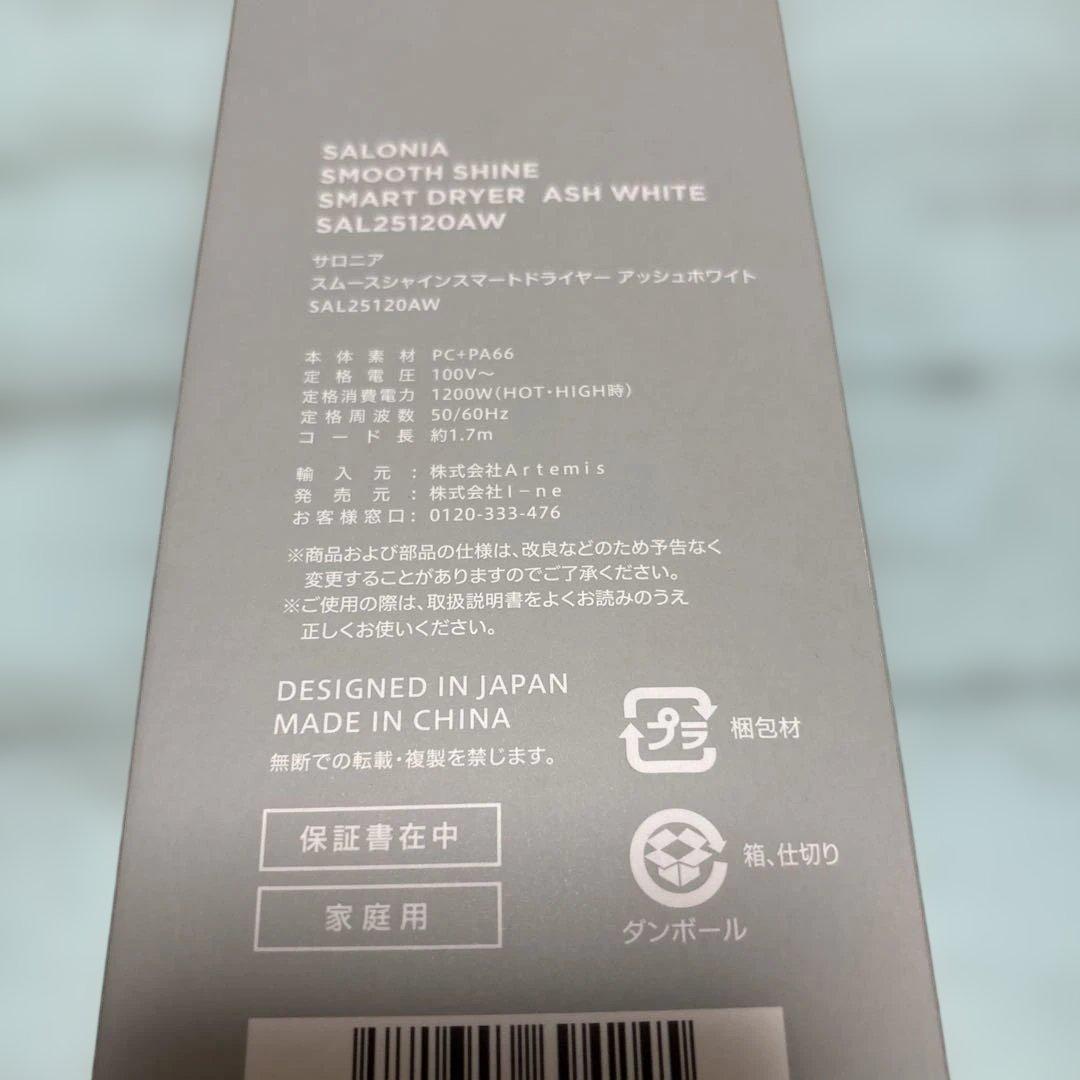 SALONIA
SMOOTH SHINE
SMART DRYER ASH WHITE
SAL25120AW
サロニア
スムースシャインスマートドライヤー アッシュホワイト
SAL25120AW
本体素材 PC+PA66
定格電圧 100V～
定格消費電力 1200W(HOT・HIGH時)
定格周波数 50/60Hz
コード長 約1.7m
輸入元:株式会社Artemis
発売元:株式会社I-ne
お客様窓口:0120-333-476
※商品および部品の仕様は、改良などのため予告なく
変更することがありますのでご了承ください。
※ご使用の際は、取扱説明書をよくお読みのうえ
正しくお使いください。
DESIGNED IN JAPAN
MADE IN CHINA
無断での転載・複製を禁じます。
プラ 梱包材
保証書在中
箱、仕切り
家庭用
ダンボール